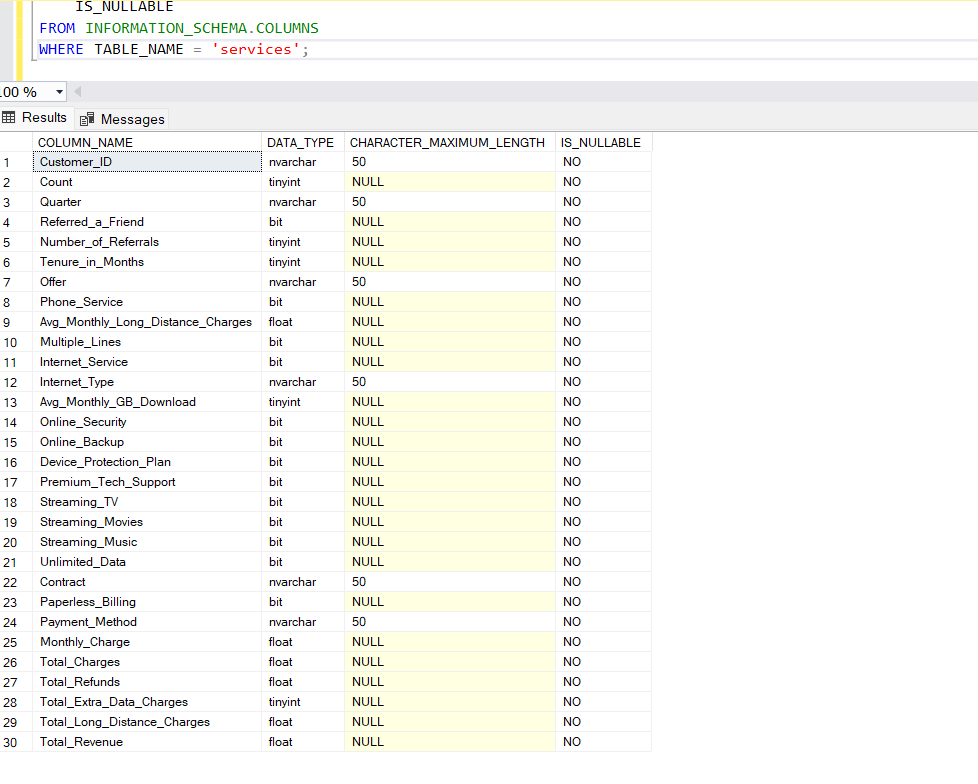 IS_NULLABLE
FROM INFORMATION_SCHEMA.COLUMNS
WHERE TABLE_NAME = 'services';
.00 %
Results Messages
COLUMN_NAME DATA_TYPE CHARACTER_MAXIMUM_LENGTH IS_NULLABLE
1 Customer_ID nvarchar 50 NO
2 Count tinyint NULL NO
3 Quarter nvarchar 50 NO
4 Referred_a_Friend bit NULL NO
5 Number_of_Referrals tinyint NULL NO
6 Tenure_in_Months tinyint NULL NO
7 Offer nvarchar 50 NO
8 Phone_Service bit NULL NO
9 Avg_Monthly_Long_Distance_Charges float NULL NO
10 Multiple_Lines bit NULL NO
11 Internet_Service bit NULL NO
12 Internet_Type nvarchar 50 NO
13 Avg_Monthly_GB_Download tinyint NULL NO
14 Online_Security bit NULL NO
15 Online_Backup bit NULL NO
16 Device_Protection_Plan bit NULL NO
17 Premium_Tech_Support bit NULL NO
18 Streaming_TV bit NULL NO
19 Streaming_Movies bit NULL NO
20 Streaming_Music bit NULL NO
21 Unlimited_Data bit NULL NO
22 Contract nvarchar 50 NO
23 Paperless_Billing bit NULL NO
24 Payment_Method nvarchar 50 NO
25 Monthly_Charge float NULL NO
26 Total_Charges float NULL NO
27 Total_Refunds float NULL NO
28 Total_Extra_Data_Charges tinyint NULL NO
29 Total_Long_Distance_Charges float NULL NO
30 Total_Revenue float NULL NO